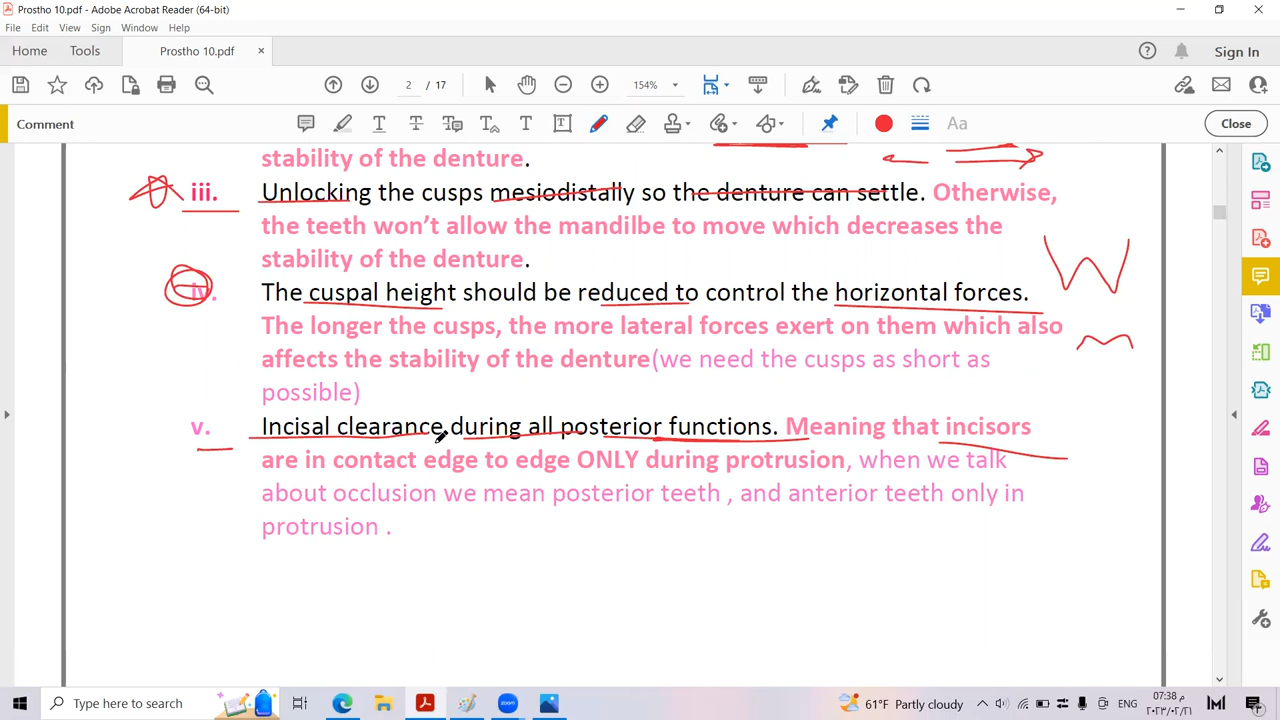 Prostho 10.pdf - Adobe Acrobat Reader (64-bit)
File Edit View Sign Window Help
Home Tools Prostho 10.pdf × Sign In
2 / 17 154%
Comment Aa Close
stability of the denture.
iii. Unlocking the cusps mesiodistally so the denture can settle. Otherwise,
the teeth won’t allow the mandilbe to move which decreases the
stability of the denture.
iv. The cuspal height should be reduced to control the horizontal forces.
The longer the cusps, the more lateral forces exert on them which also
affects the stability of the denture(we need the cusps as short as
possible)
v. Incisal clearance during all posterior functions. Meaning that incisors
are in contact edge to edge ONLY during protrusion, when we talk
about occlusion we mean posterior teeth , and anterior teeth only in
protrusion .
Type here to search zoom 61°F Partly cloudy 07:38 م